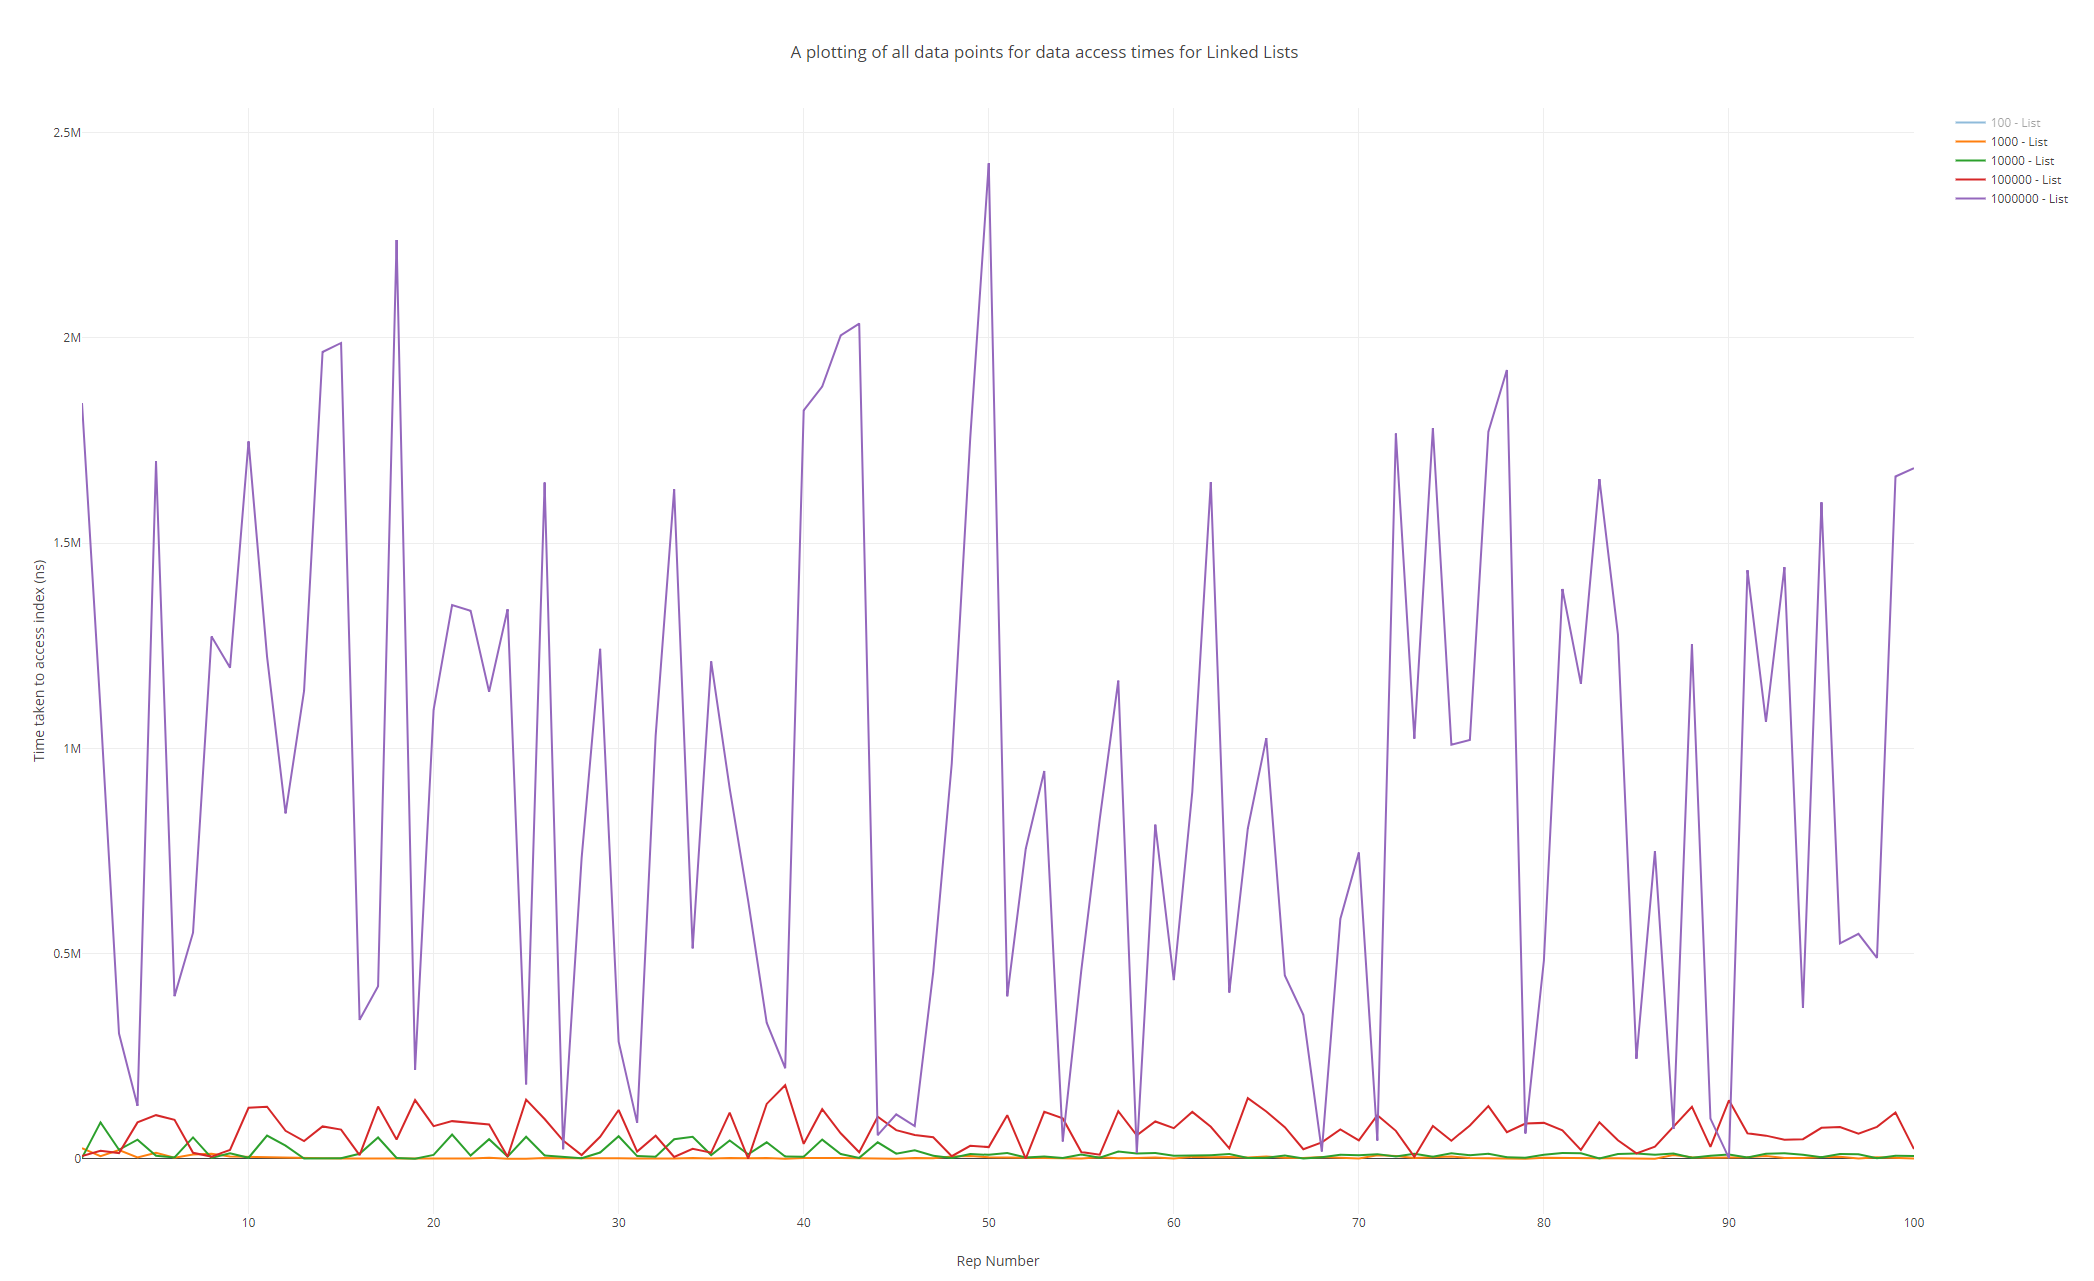 A plotting of all data points for data access times for Linked Lists
100 - List
1000 - List
10000 - List
100000 - List
1000000 - List
2.5M
2M
1.5M
1M
0.5M
0
Time taken to access index (ns)
10 20 30 40 50 60 70 80 90 100
Rep Number